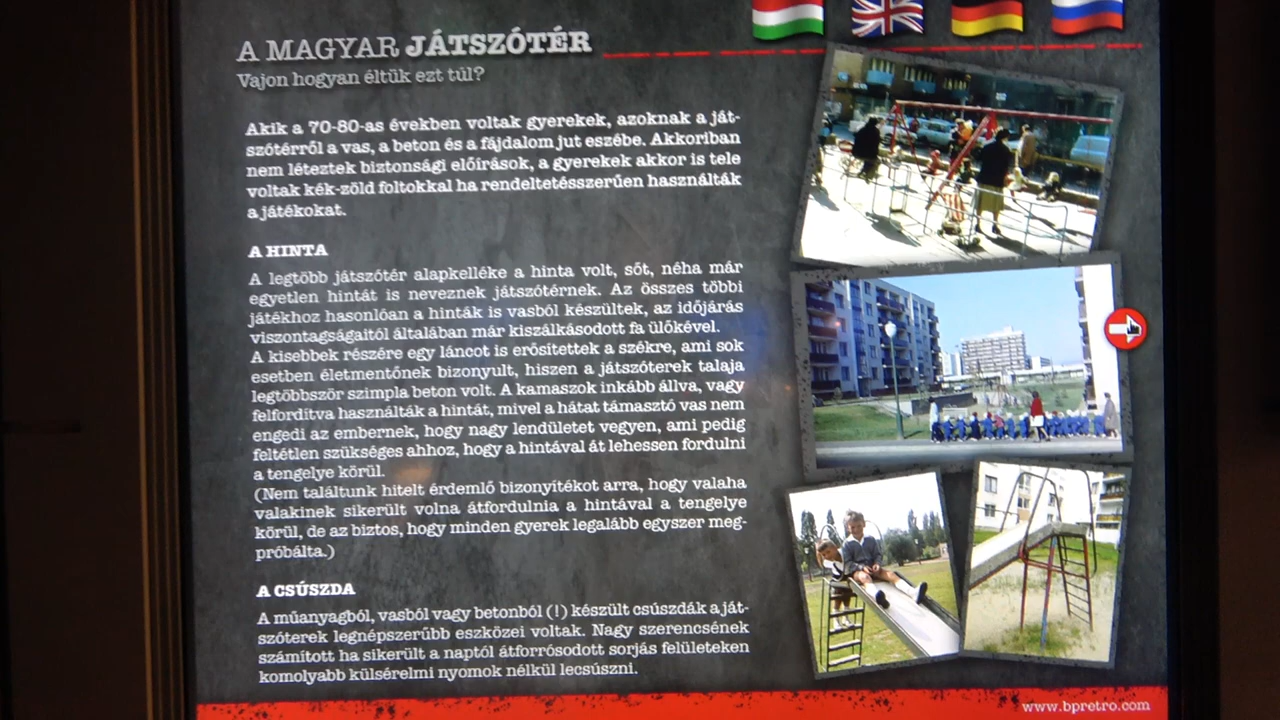 A MAGYAR JÁTSZÓTÉR
Vajon hogyan éltük ezt túl?
Akik a 70-80-as években voltak gyerekek, azoknak a ját-
szótérről a vas, a beton és a fájdalom jut eszébe. Akkoriban
nem léteztek biztonsági előírások, a gyerekek akkor is tele
voltak kék-zöld foltokkal ha rendeltetésszerűen használták
a játékokat.
A HINTA
A legtöbb játszótér alapkelléke a hinta volt, sőt, néha már
egyetlen hintát is neveznek játszótérnek. Az összes többi
játékhoz hasonlóan a hinták is vasból készültek, az időjárás
viszontagságaitól általában már kiszálkásodott fa ülőkével.
A kisebbek részére egy láncot is erősítettek a székre, ami sok
esetben életmentőnek bizonyult, hiszen a játszóterek talaja
legtöbbször szimpla beton volt. A kamaszok inkább állva, vagy
felfordítva használták a hintát, mivel a hátat támasztó vas nem
engedi az embernek, hogy nagy lendületet vegyen, ami pedig
feltétlen szükséges ahhoz, hogy a hintával át lehessen fordulni
a tengelye körül.
(Nem találtunk hitelt érdemlő bizonyítékot arra, hogy valaha
valakinek sikerült volna átfordulnia a hintával a tengelye
körül, de az biztos, hogy minden gyerek legalább egyszer meg-
próbálta.)
A CSÚSZDA
A műanyagból, vasból vagy betonból (!) készült csúszdák a ját-
szóterek legnépszerűbb eszközei voltak. Nagy szerencsének
számított ha sikerült a naptól átforrósodott sorjás felületeken
komolyabb külsérelmi nyomok nélkül lecsúszni.
www.bpretro.com